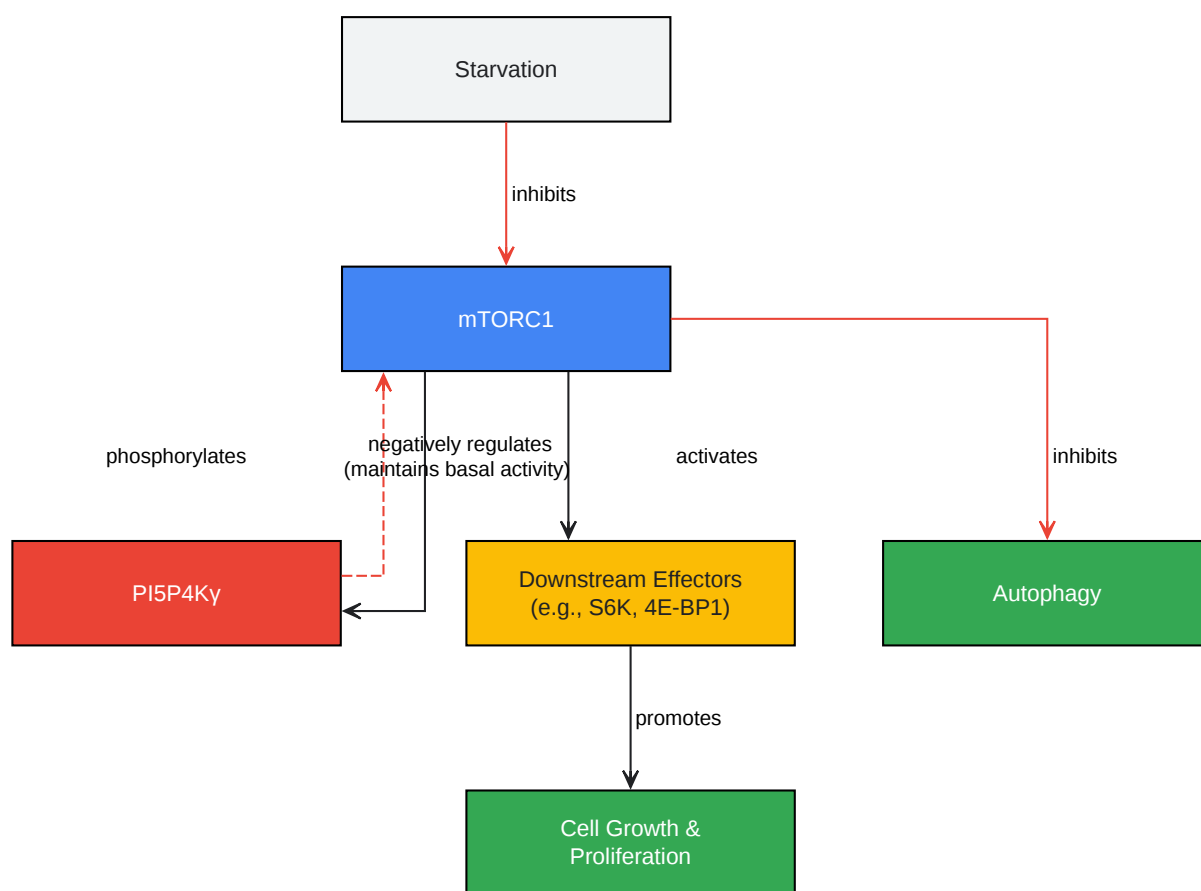 Starvation
inhibits
mTORC1
phosphorylates
negatively regulates
(maintains basal activity)
activates
inhibits
PI5P4Kγ
Downstream Effectors
(e.g., S6K, 4E-BP1)
Autophagy
promotes
Cell Growth &
Proliferation